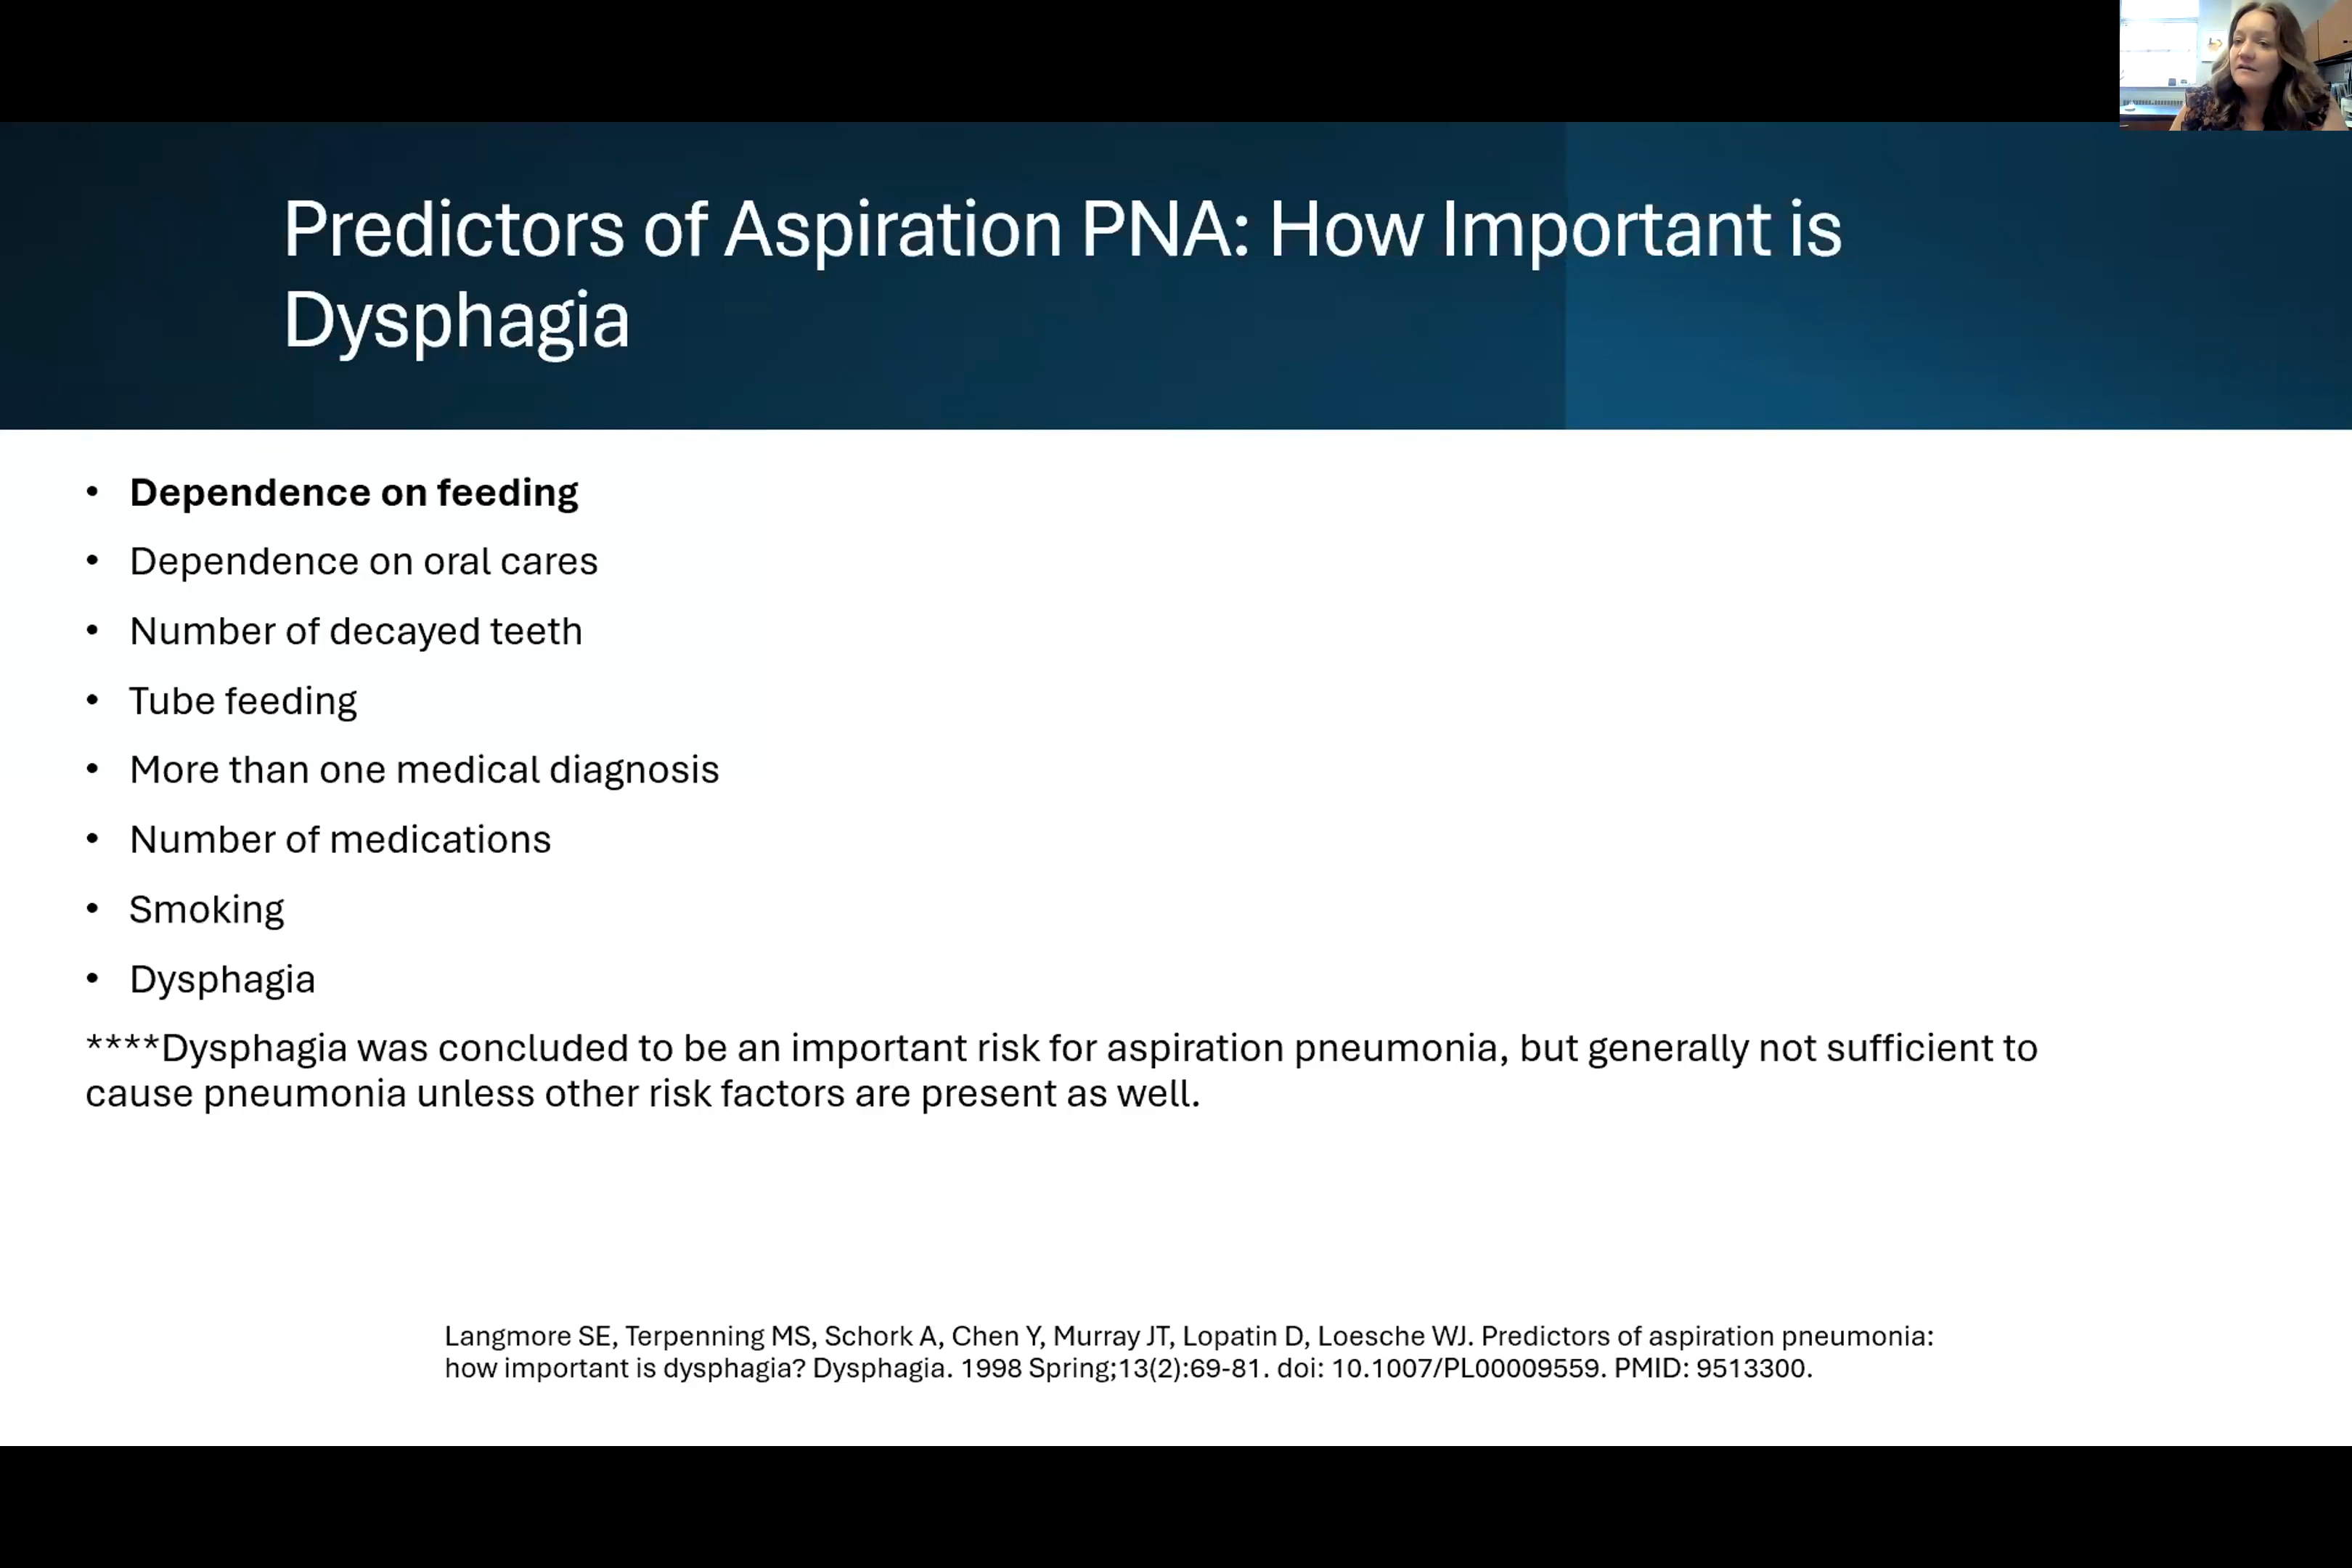 Predictors of Aspiration PNA: How Important is
Dysphagia
• Dependence on feeding
• Dependence on oral cares
• Number of decayed teeth
• Tube feeding
• More than one medical diagnosis
• Number of medications
• Smoking
• Dysphagia
****Dysphagia was concluded to be an important risk for aspiration pneumonia, but generally not sufficient to
cause pneumonia unless other risk factors are present as well.
Langmore SE, Terpenning MS, Schork A, Chen Y, Murray JT, Lopatin D, Loesche WJ. Predictors of aspiration pneumonia:
how important is dysphagia? Dysphagia. 1998 Spring;13(2):69-81. doi: 10.1007/PL00009559. PMID: 9513300.